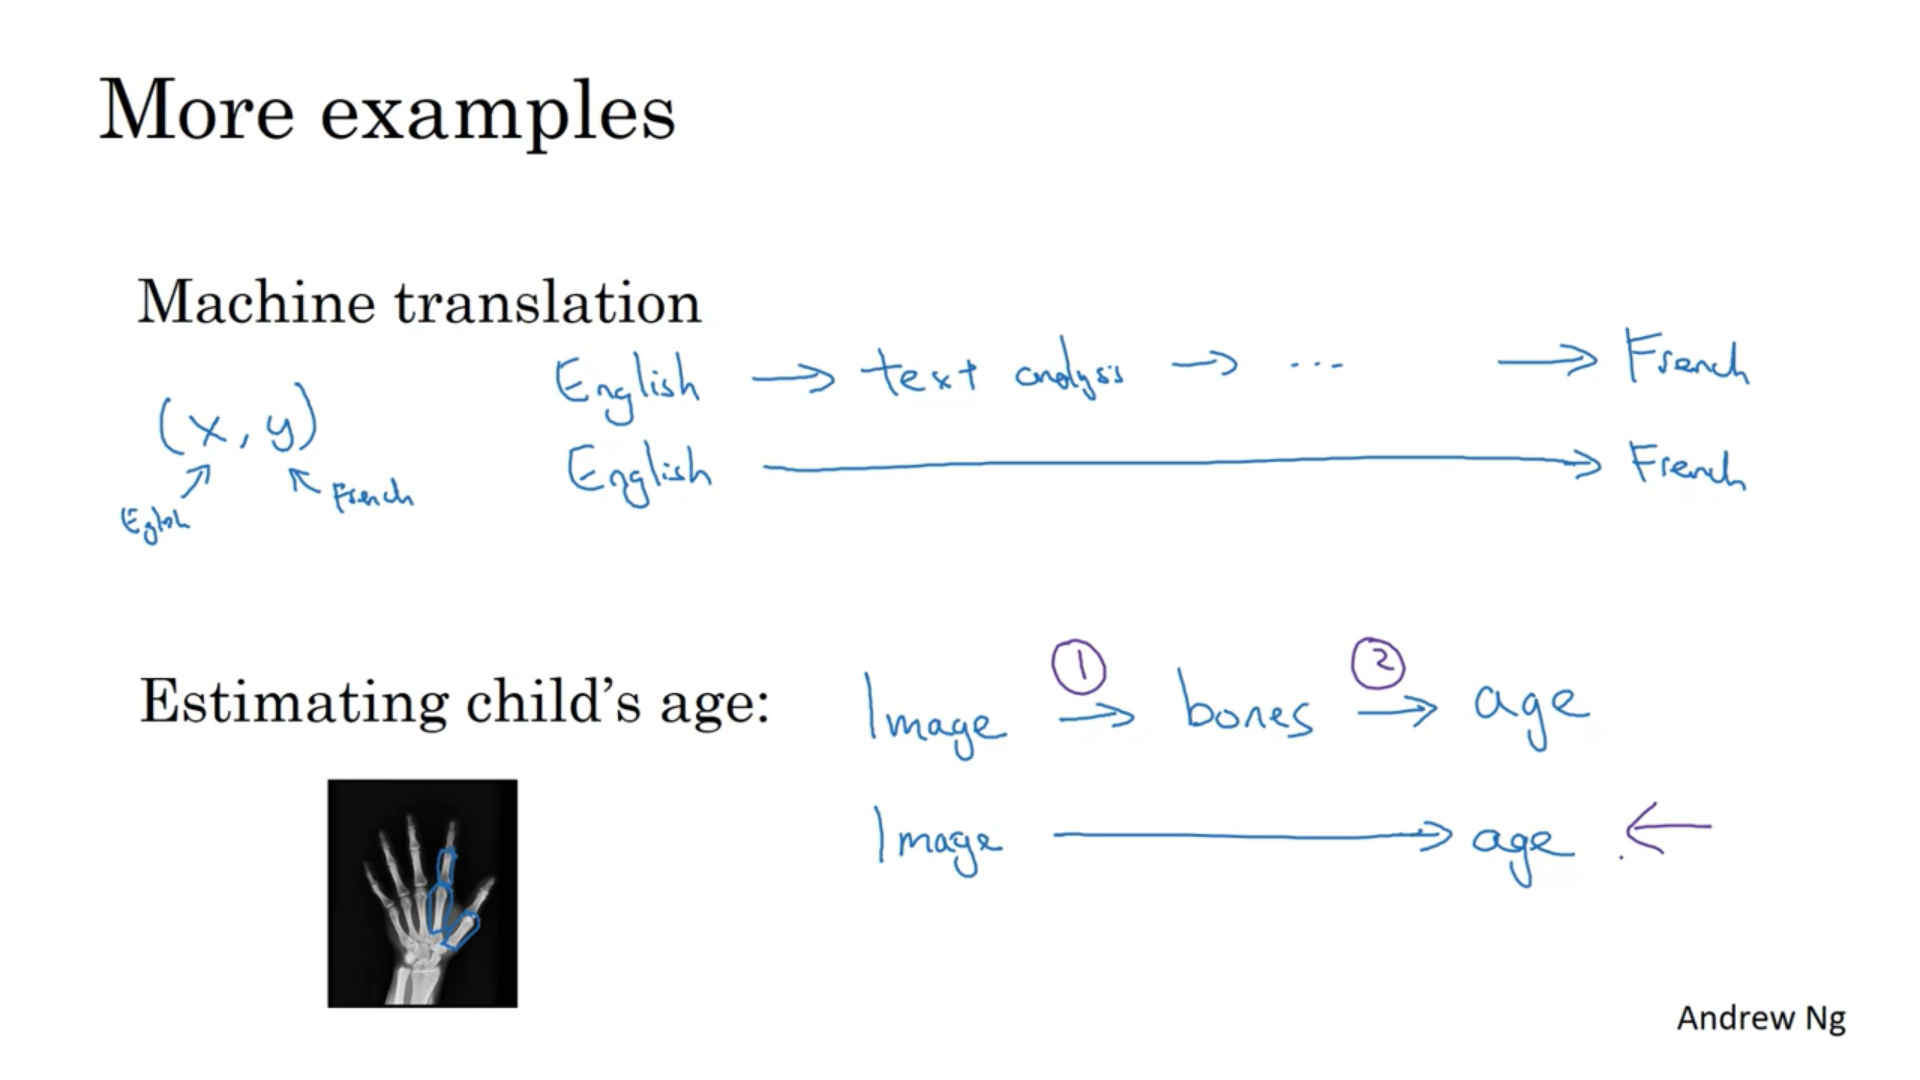 More examples
Machine translation
English → text analysis → ... → French
(x, y)
English → French
Eglish
French
Estimating child's age:
① ②
Image → bones → age
Image → age ←
Andrew Ng